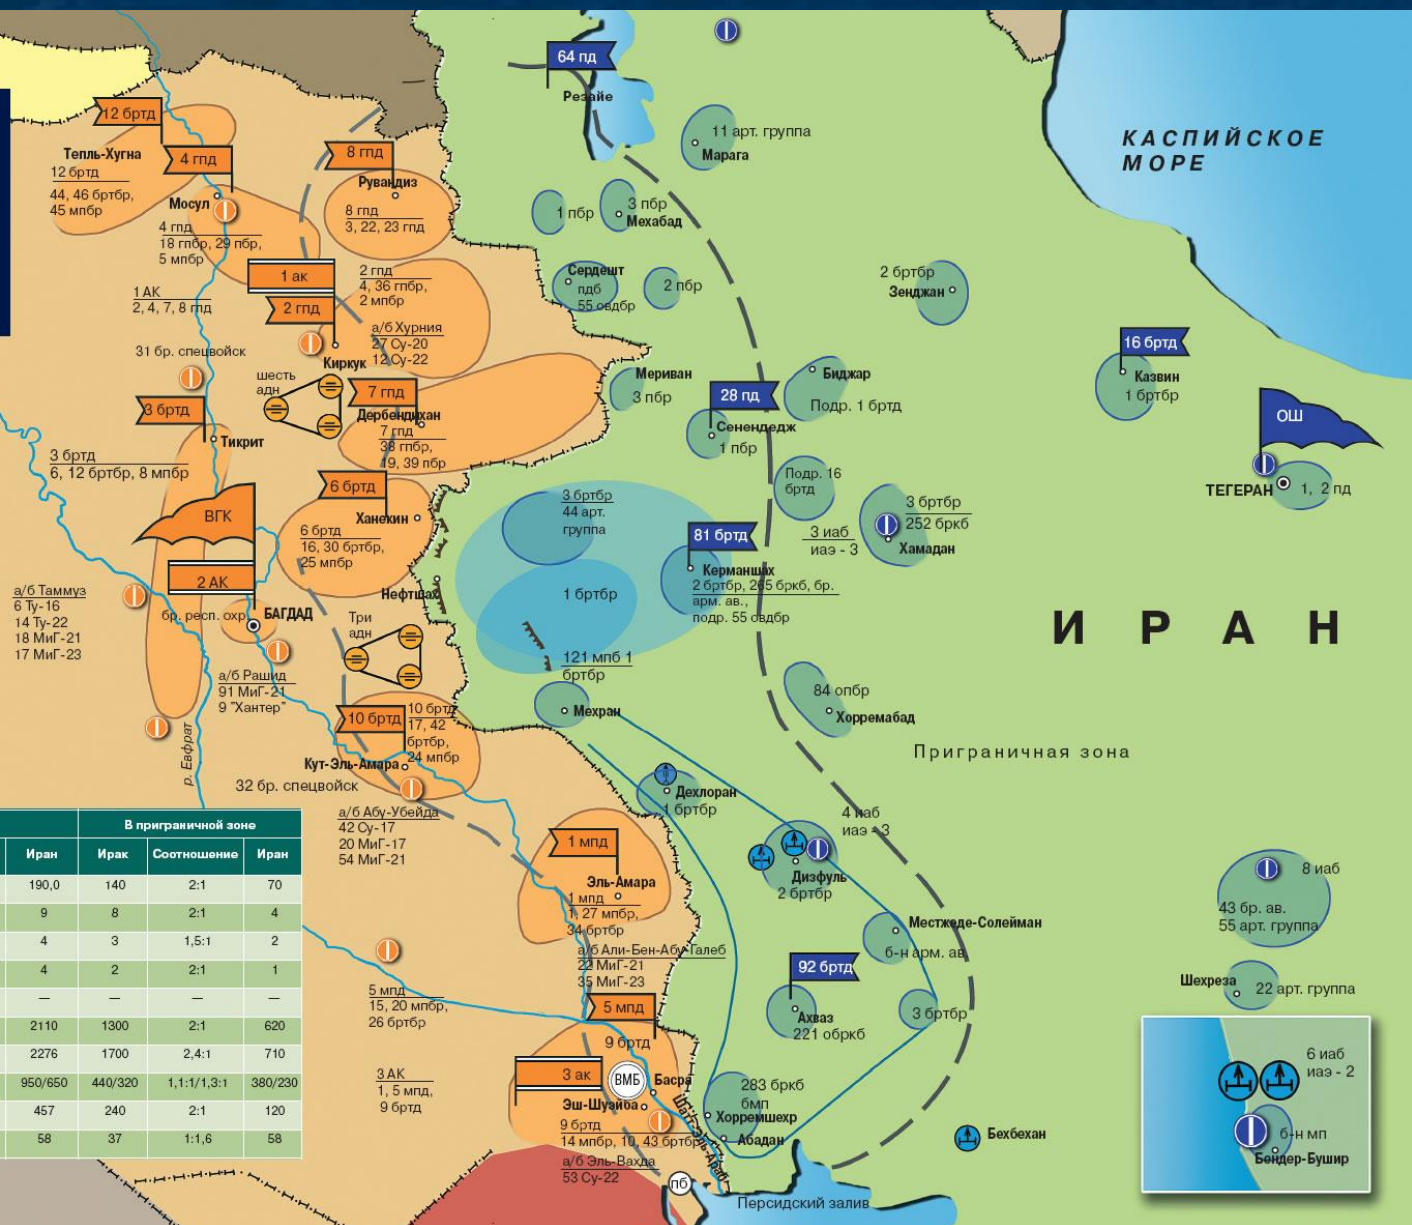 КАСПИЙСКОЕ
МОРЕ
64 пд
Резайе
11 арт. группа
Марага
12 бртд
Тепль-Хугна
12 бртд
44, 46 бртбр,
45 мпбр
4 гпд
Мосул
4 гпд
18 гпбр, 29 пбр,
5 мпбр
8 гпд
Рувандиз
8 гпд
3, 22, 23 гпд
1 пбр
3 пбр
Мехабад
1 ак
2 гпд
2 гпд
4, 36 гпбр,
2 мпбр
1 АК
2, 4, 7, 8 гпд
Киркук
а/б Хурния
27 Су-20
12 Су-22
Сердешт
пдб
55 овдбр
2 пбр
2 бртбр
Зенджан
31 бр. спецвойск
шесть
адн
16 бртд
Казвин
1 бртбр
3 бртд
Тикрит
3 бртд
6, 12 бртбр, 8 мпбр
7 гпд
Дербендихан
7 гпд
38 гпбр,
19, 39 пбр
Мериван
3 пбр
28 пд
Сенендедж
1 пбр
Биджар
Подр. 1 бртд
ОШ
ТЕГЕРАН
1, 2 пд
6 бртд
Ханекин
6 бртд
16, 30 бртбр,
25 мпбр
3 бртбр
44 арт.
группа
Подр. 16
бртд
3 бртбр
252 бркб
Хамадан
3 иаб
иаэ - 3
ВГК
2 АК
бр. респ. охр.
БАГДАД
81 бртд
Керманшах
2 бртбр, 265 бркб, бр.
арм. ав.,
подр. 55 овдбр
Нефтшах
1 бртбр
а/б Таммуз
6 Ту-16
14 Ту-22
18 МиГ-21
17 МиГ-23
Три
адн
И Р А Н
а/б Рашид
91 МиГ-21
9 "Хантер"
121 мпб 1
бртбр
Мехран
84 опбр
Хорремабад
10 бртд
10 бртд
17, 42
бртбр,
24 мпбр
Кут-Эль-Амара
р. Евфрат
32 бр. спецвойск
Приграничная зона
Дехлоран
1 бртбр
а/б Абу-Убейда
42 Су-17
20 МиГ-17
54 МиГ-21
4 иаб
иаэ - 3
Дизфуль
2 бртбр
1 мпд
Эль-Амара
1 мпд
1, 27 мпбр,
34 бртбр
8 иаб
43 бр. ав.
55 арт. группа
В приграничной зоне
Иран Ирак Соотношение Иран
190,0 140 2:1 70
9 8 2:1 4
4 3 1,5:1 2
4 2 2:1 1
— — — —
2110 1300 2:1 620
2276 1700 2,4:1 710
950/650 440/320 1,1:1/1,3:1 380/230
457 240 2:1 120
58 37 1:1,6 58
Местжеде-Солейман
б-н арм. ав
а/б Али-Бен-Абу-Галеб
22 МиГ-21
35 МиГ-23
92 бртд
Ахваз
221 обркб
3 бртбр
Шехреза
22 арт. группа
5 мпд
15, 20 мпбр,
26 бртбр
5 мпд
9 бртд
3 ак
ВМБ
Басра
Эш-Шуэйба
3 АК
1, 5 мпд,
9 бртд
9 бртд
14 мпбр, 10, 43 бртбр
а/б Эль-Вахда
53 Су-22
Шатт-Эль-Араб
283 бркб
бмп
Хорремшехр
Абадан
Бехбехан
6 иаб
иаэ - 2
б-н мп
Бендер-Бушир
пб
Персидский залив